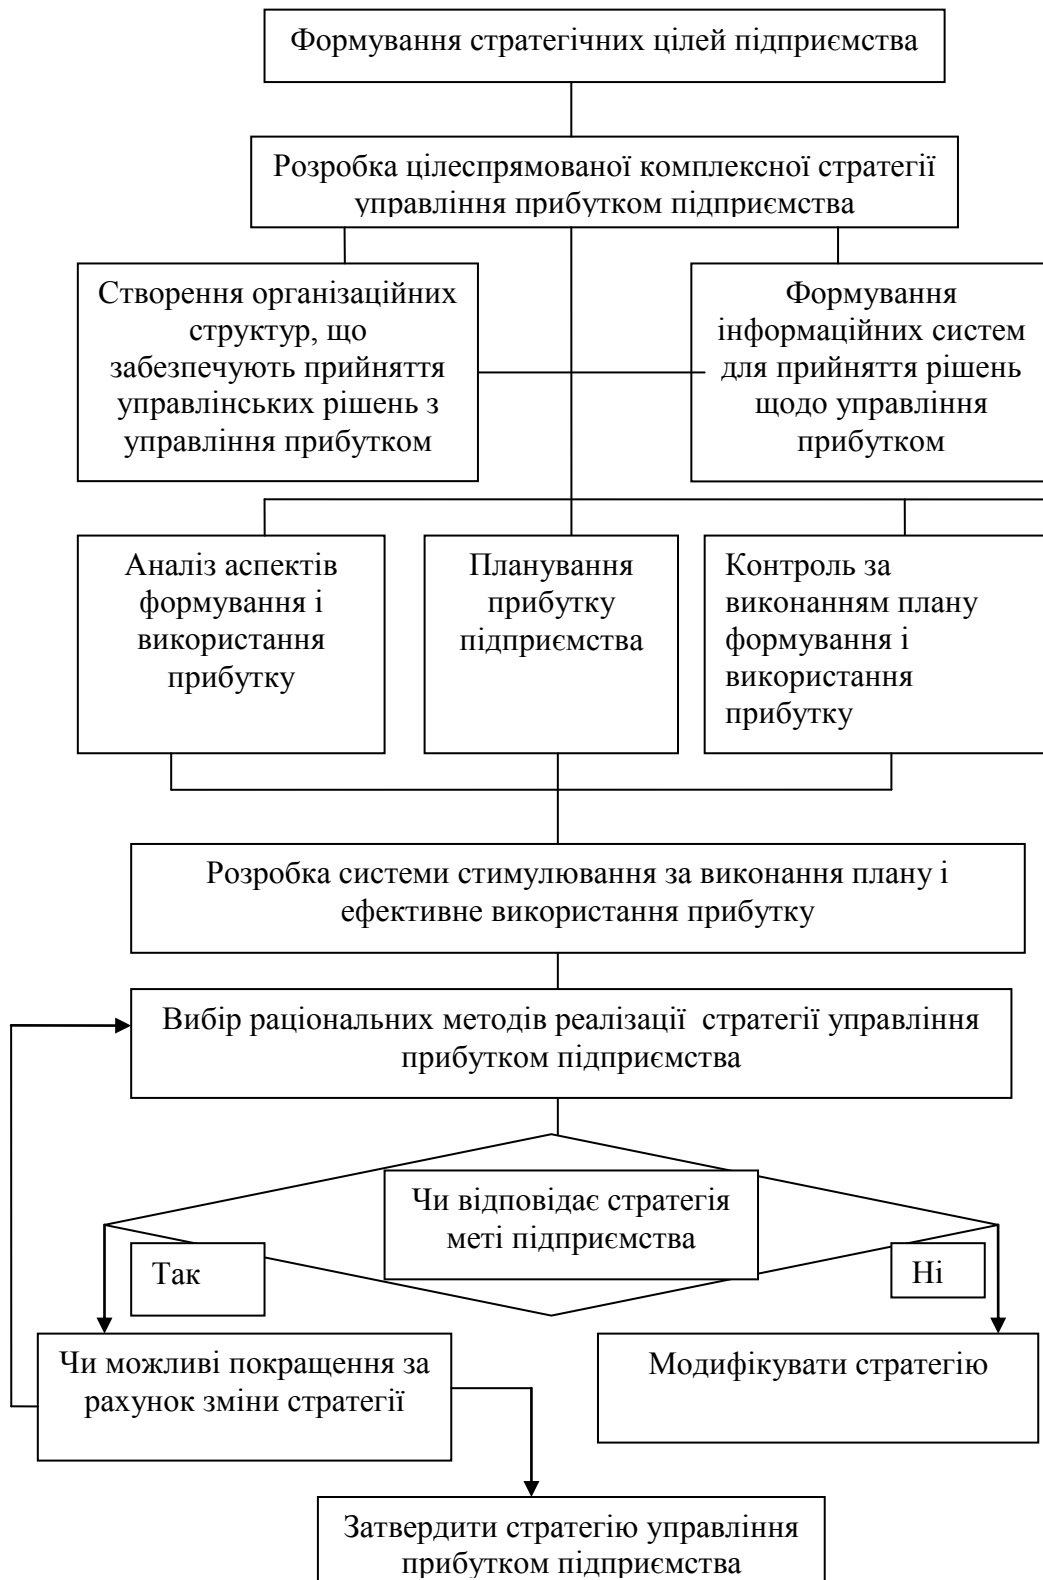 Формування стратегічних цілей підприємства
Розробка цілеспрямованої комплексної стратегії
управління прибутком підприємства
Створення організаційних
структур, що
забезпечують прийняття
управлінських рішень з
управління прибутком
Формування
інформаційних систем
для прийняття рішень
щодо управління
прибутком
Аналіз аспектів
формування і
використання
прибутку
Планування
прибутку
підприємства
Контроль за
виконанням плану
формування і
використання
прибутку
Розробка системи стимулювання за виконання плану і
ефективне використання прибутку
Вибір раціональних методів реалізації  стратегії управління
прибутком підприємства
Чи відповідає стратегія
меті підприємства
Так
Ні
Чи можливі покращення за
рахунок зміни стратегії
Модифікувати стратегію
Затвердити стратегію управління
прибутком підприємства